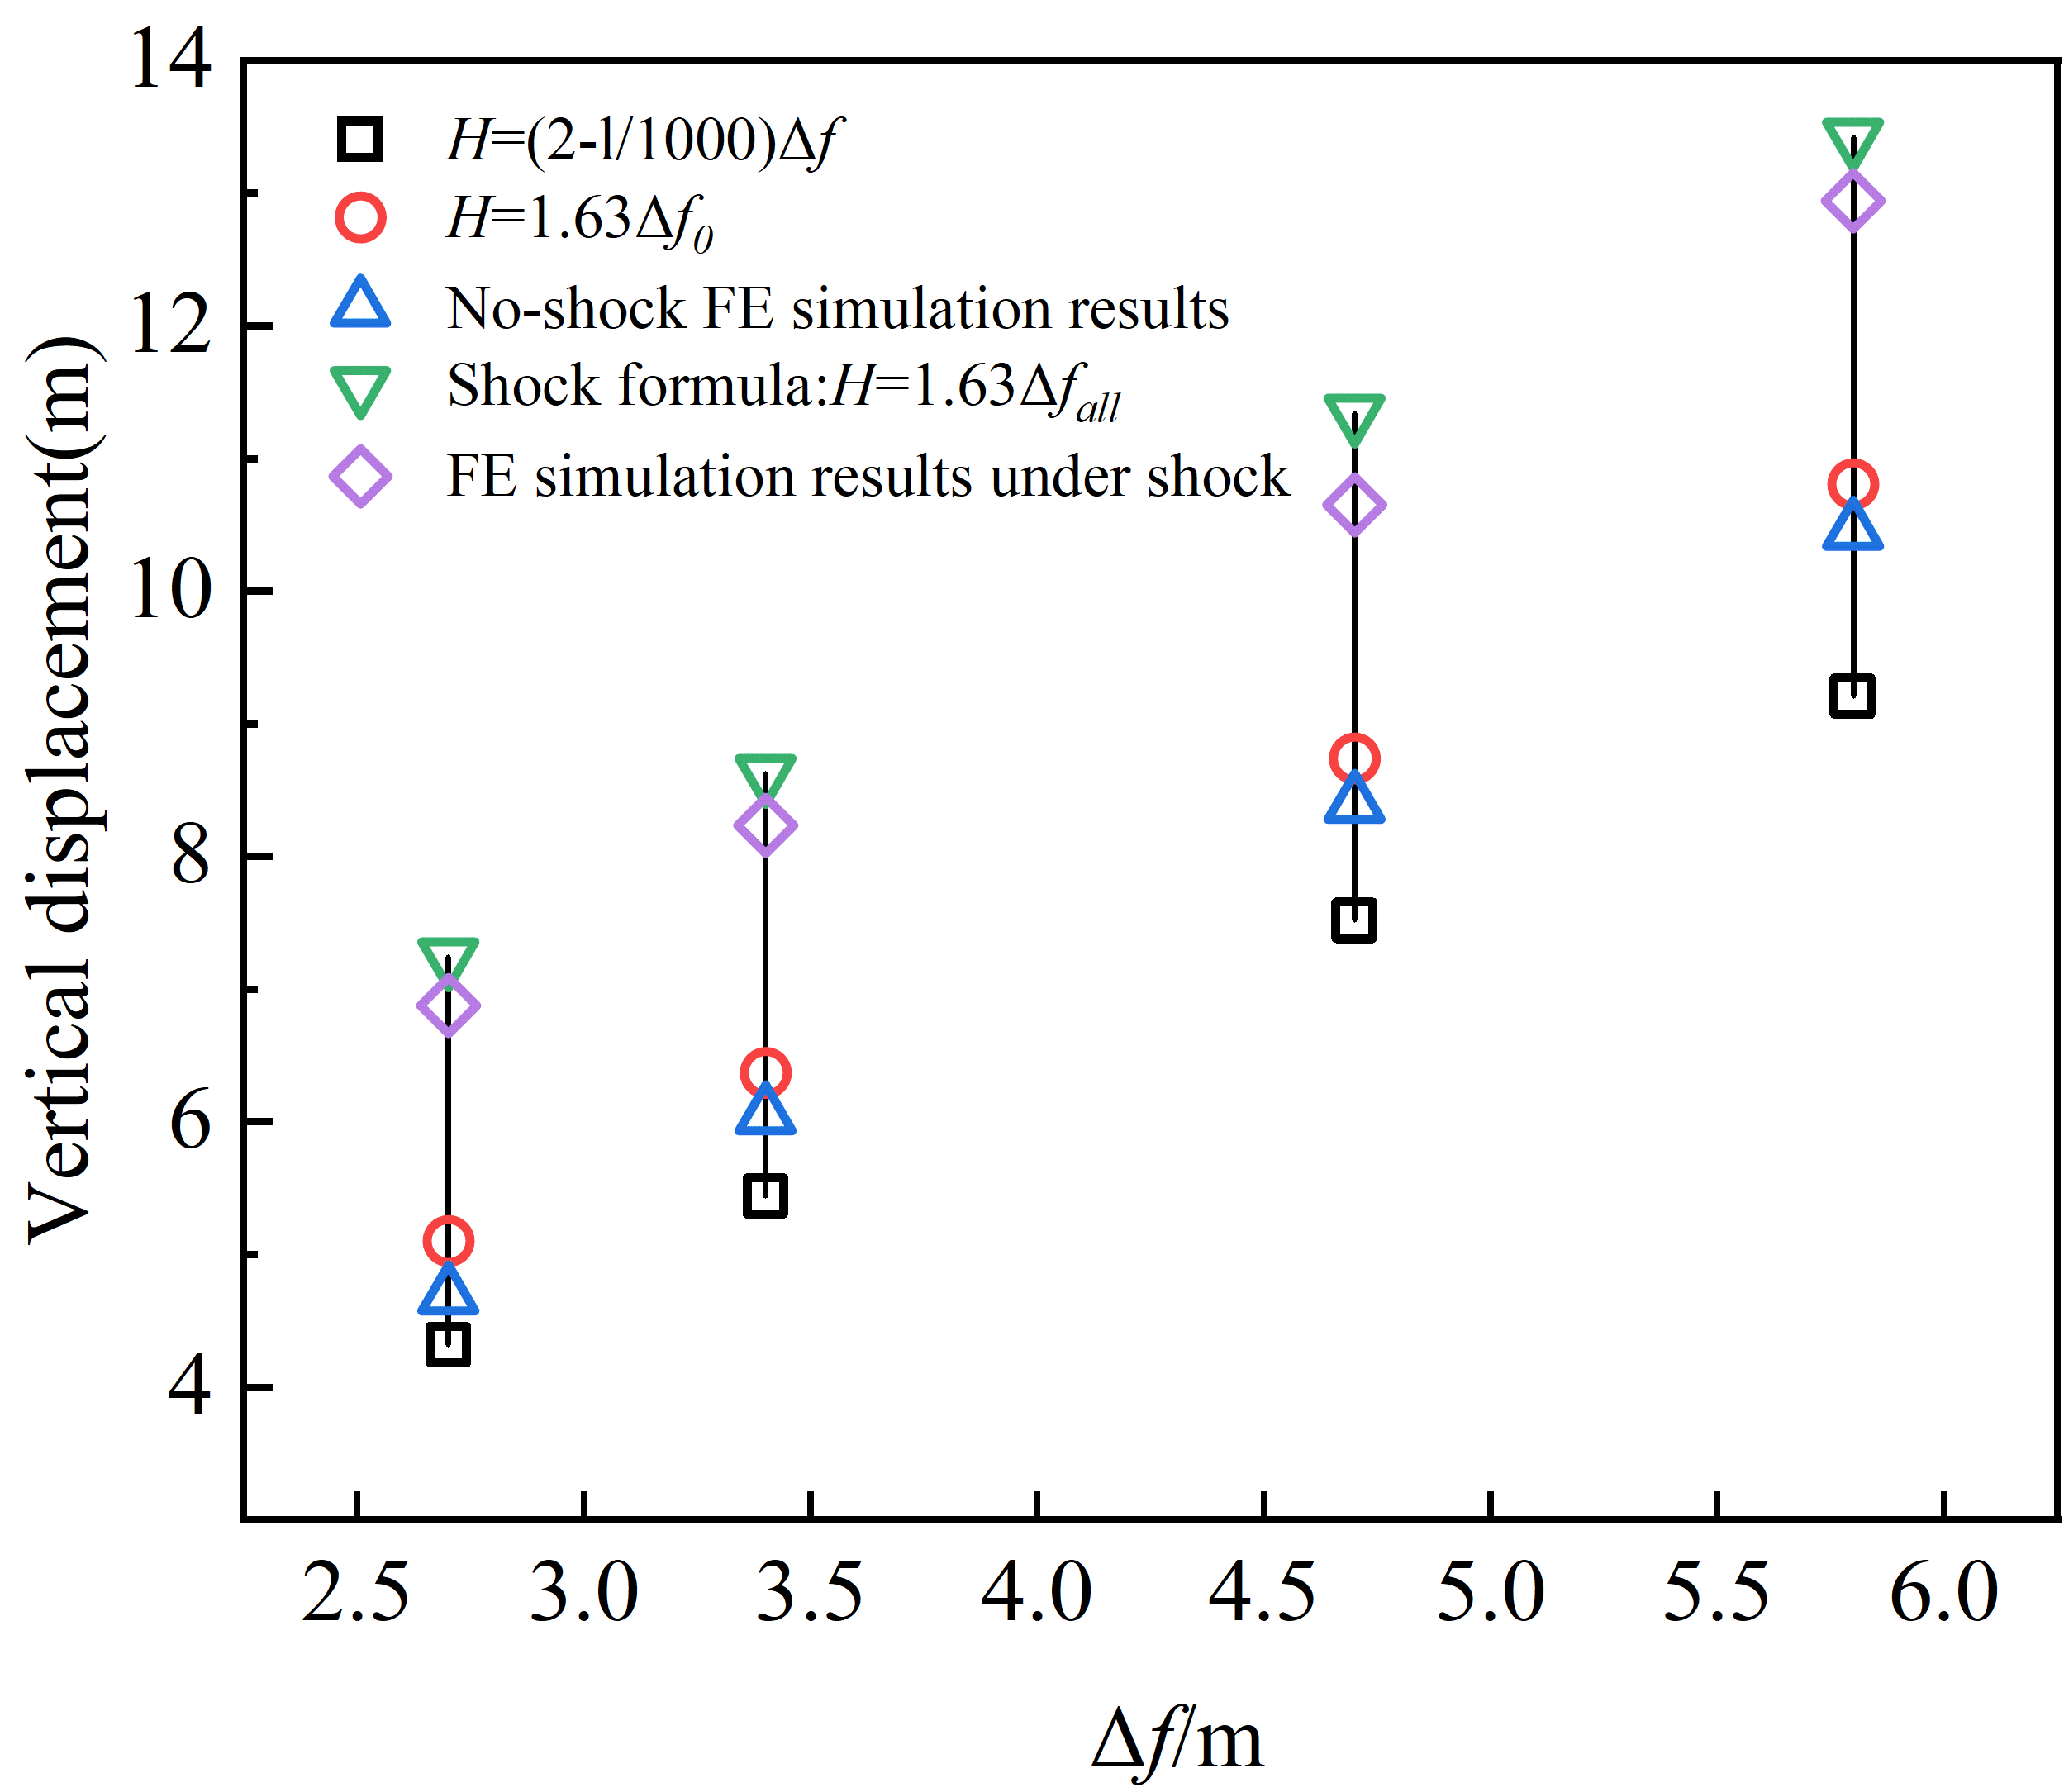 14
12
10
8
6
4
Vertical displacement(m)
H=(2-l/1000)Δf
H=1.63Δf0
No-shock FE simulation results
Shock formula:H=1.63Δfall
FE simulation results under shock
2.5 3.0 3.5 4.0 4.5 5.0 5.5 6.0
Δf/m